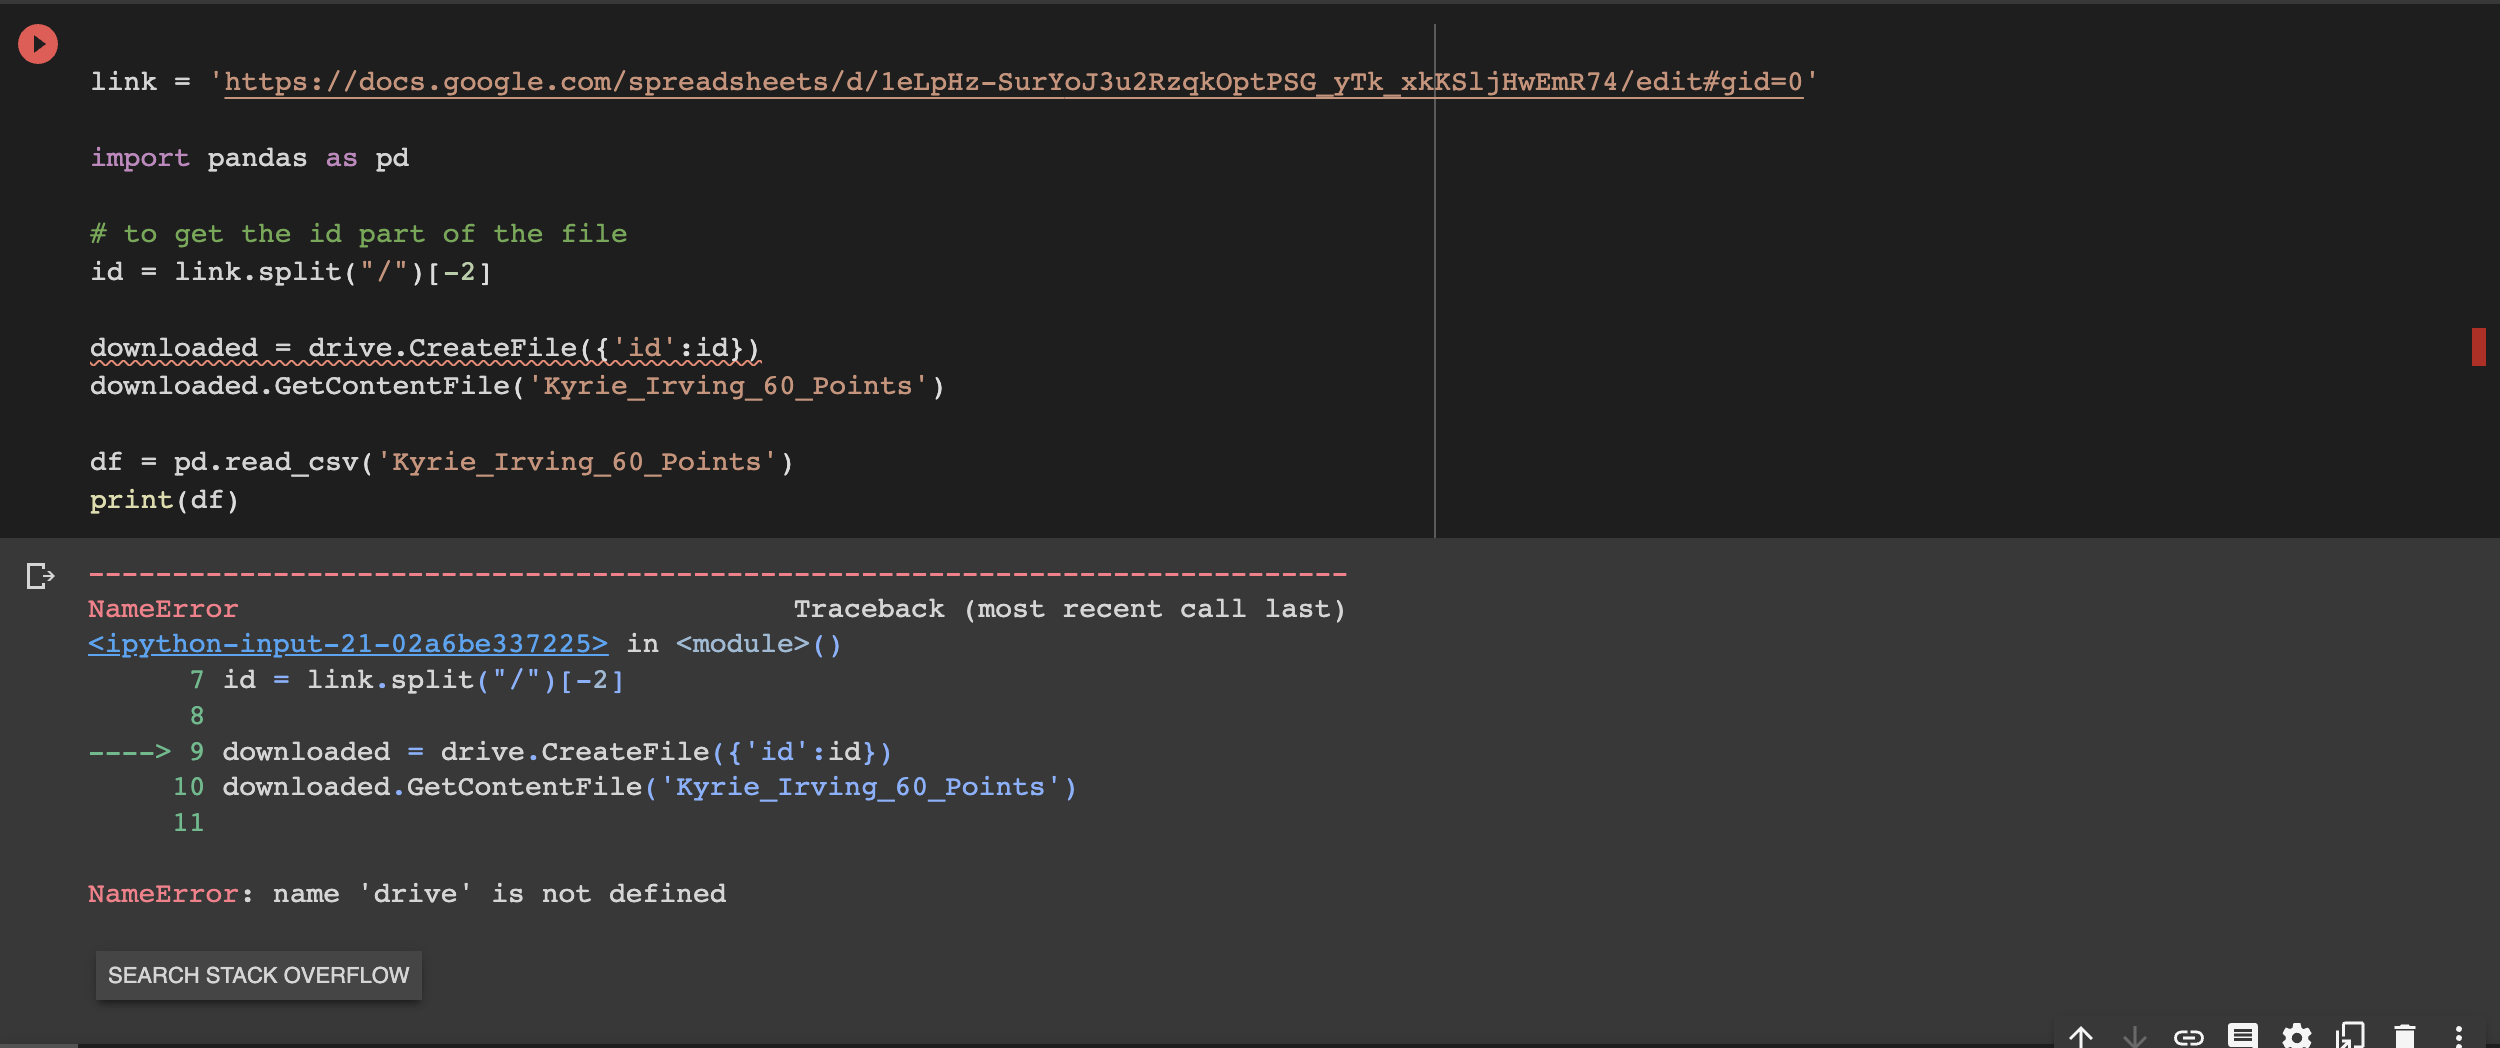 link = 'https://docs.google.com/spreadsheets/d/1eLpHz-SurYoJ3u2RzqkOptPSG_yTk_xkKSljHwEmR74/edit#gid=0'
import pandas as pd
# to get the id part of the file
id = link.split("/")[-2]
downloaded = drive.CreateFile({'id':id})
downloaded.GetContentFile('Kyrie_Irving_60_Points')
df = pd.read_csv('Kyrie_Irving_60_Points')
print(df)
---------------------------------------------------------------------------
NameError                                 Traceback (most recent call last)
<ipython-input-21-02a6be337225> in <module>()
      7 id = link.split("/")[-2]
      8
----> 9 downloaded = drive.CreateFile({'id':id})
     10 downloaded.GetContentFile('Kyrie_Irving_60_Points')
     11
NameError: name 'drive' is not defined
SEARCH STACK OVERFLOW